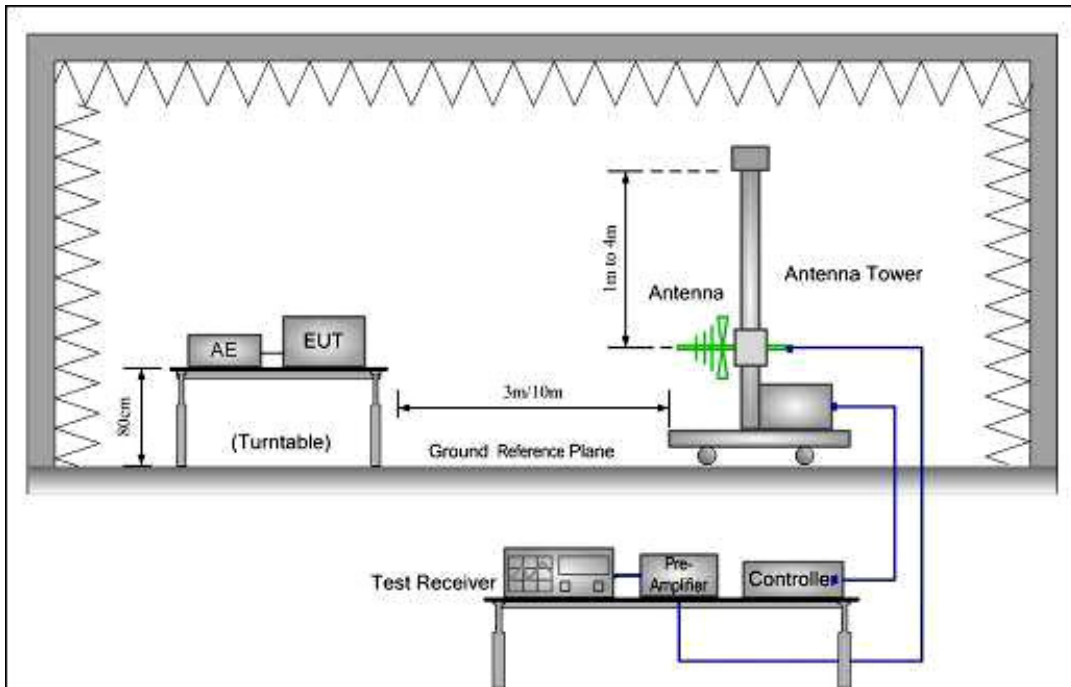 1m to 4m
Antenna Tower
Antenna
AE
EUT
3m/10m
80cm
(Turntable)
Ground Reference Plane
Test Receiver
Pre-
Amplifier
Controlle